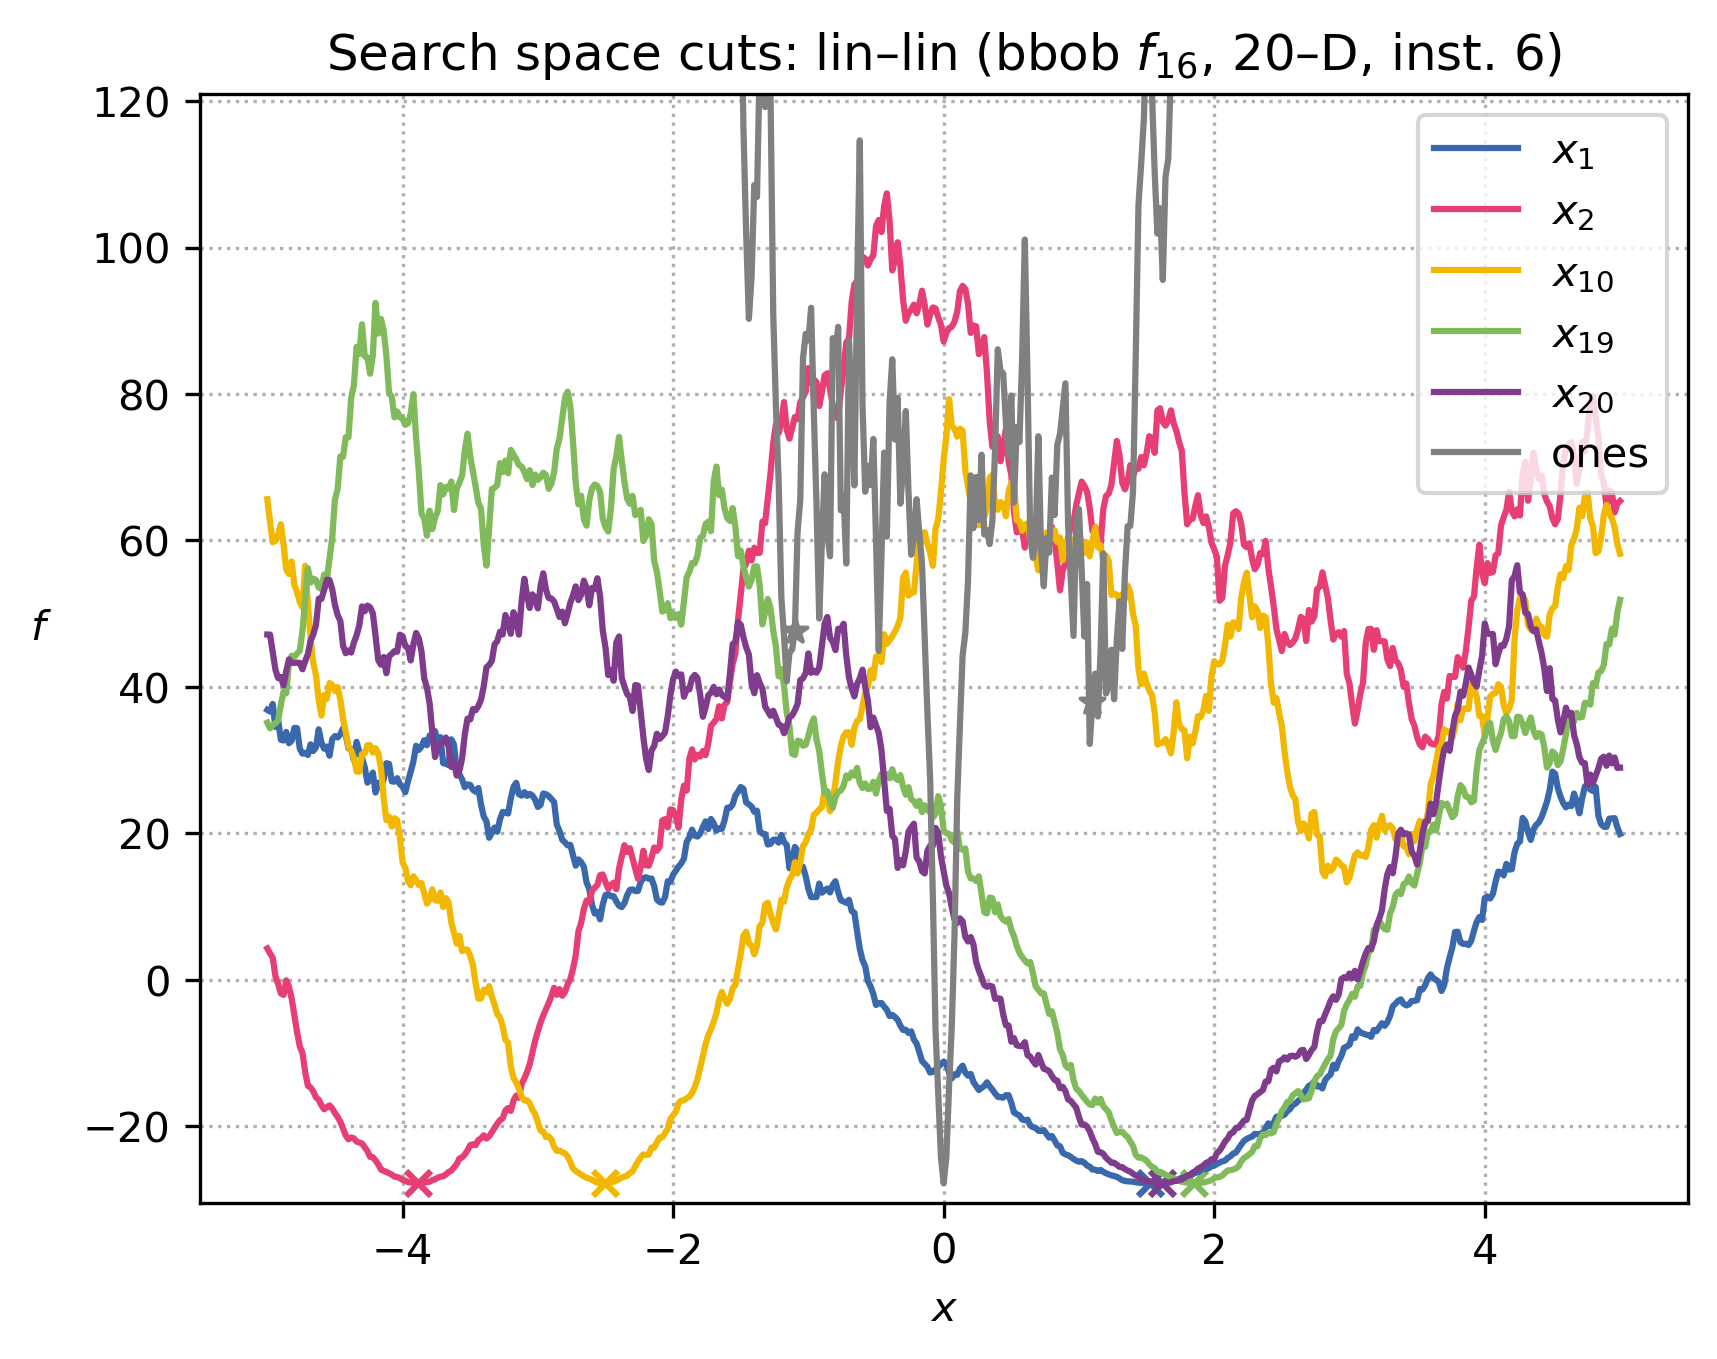 Search space cuts: lin–lin (bbob f₁₆, 20–D, inst. 6)
120
100
80
60
40
20
0
−20
f
−4
−2
0
2
4
x
x₁
x₂
x₁₀
x₁₉
x₂₀
ones